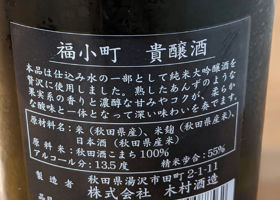 福小町 貴醸酒
本品は仕込み水の一部として純米大吟醸酒を
贅沢に使用しました。熟したあんずのような
果実系の香りと濃醇な甘みやコクが、柔らか
な酸味と一体となって深い味わいを奏でます。
原材料名：米（秋田県産）、米麹（秋田県産米）、
日本酒（秋田県産米）
原料米：秋田酒こまち100% 精米歩合：55%
アルコール分：13.5度
製造者 秋田県湯沢市田町2-1-11
株式会社 木村酒造
品